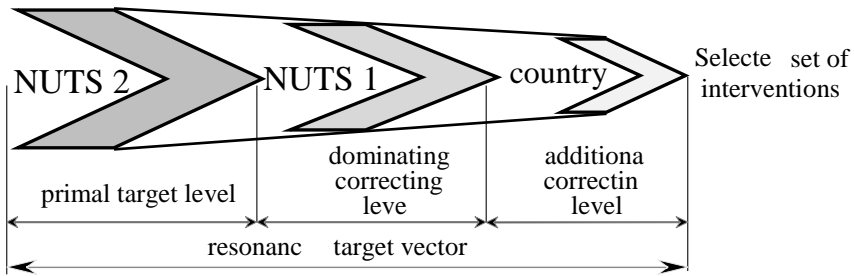 NUTS 2
NUTS 1
country
Selecte set of
interventions
primal target level
dominating
correcting
leve
additiona
correctin
level
resonanc target vector